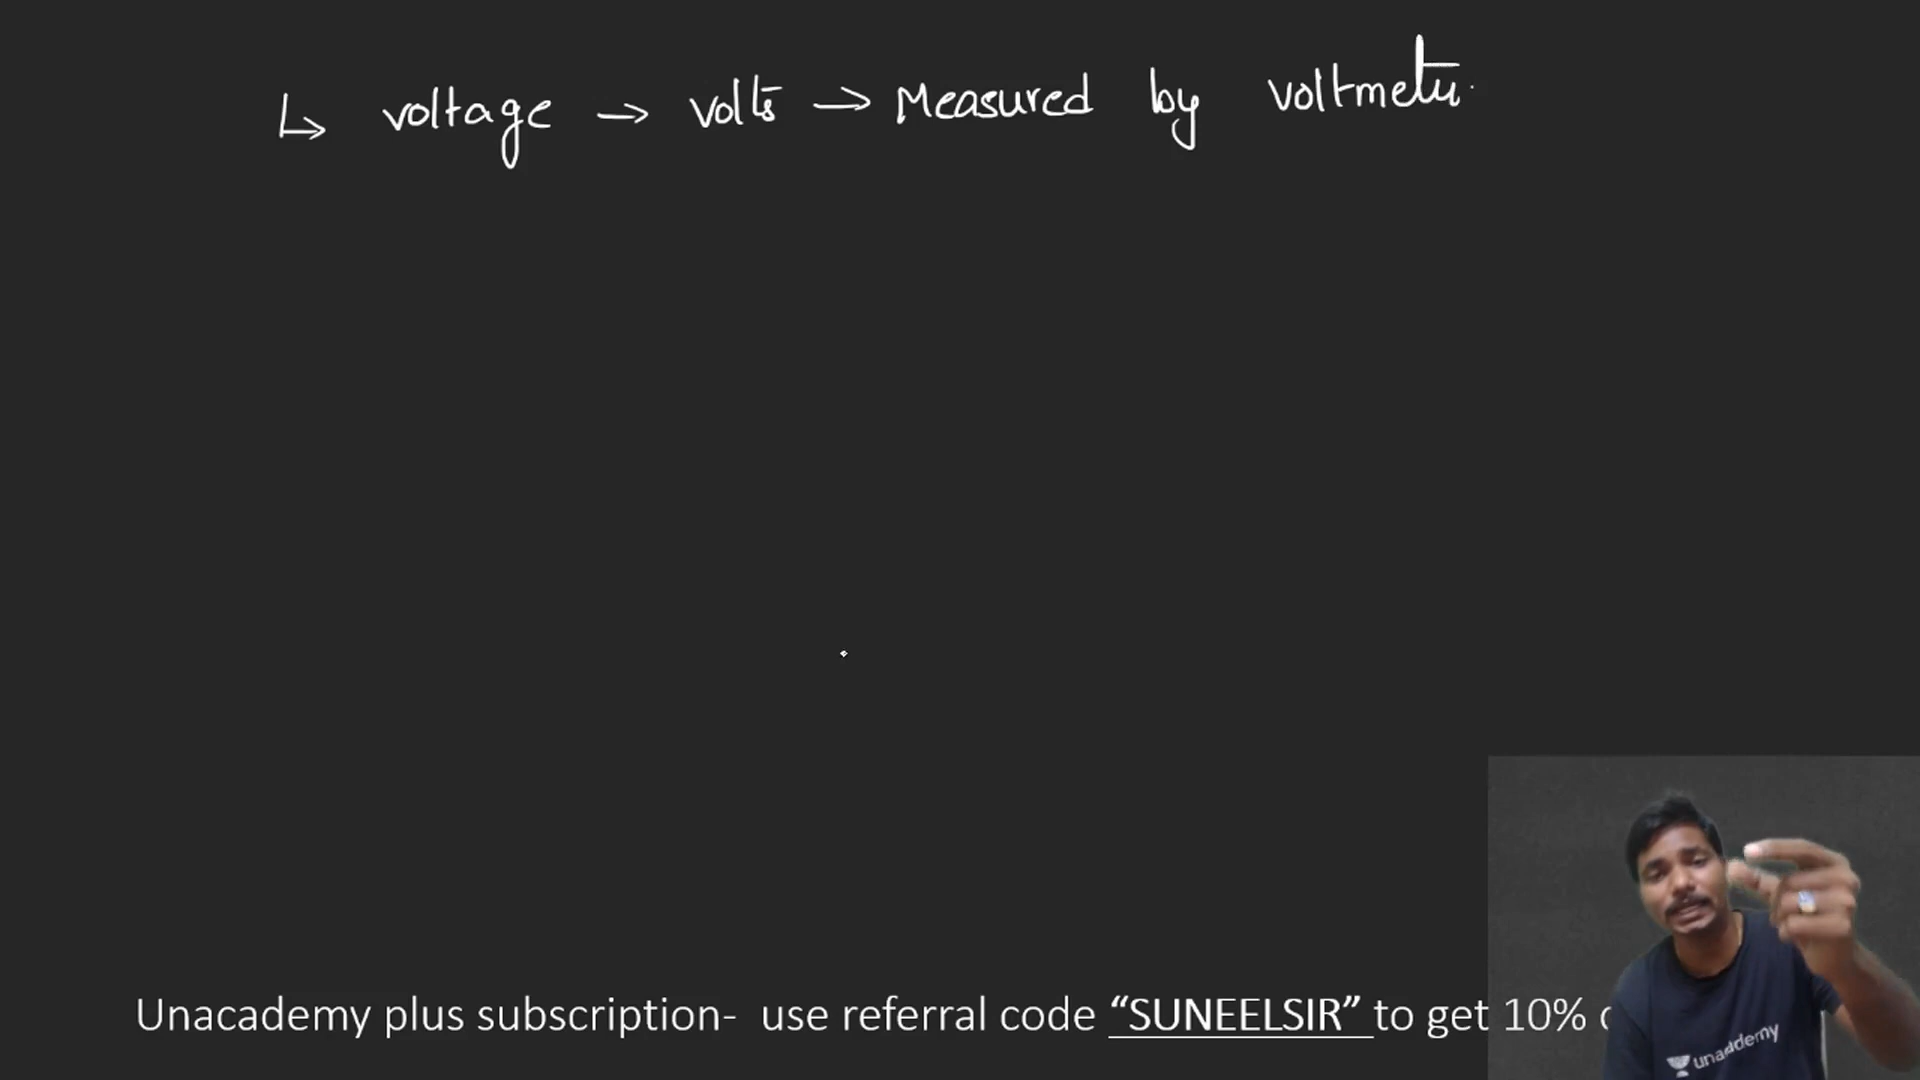 ↳ voltage → volts → Measured by voltmeter.
Unacademy plus subscription- use referral code “SUNEELSIR” to get 10%
unacademy